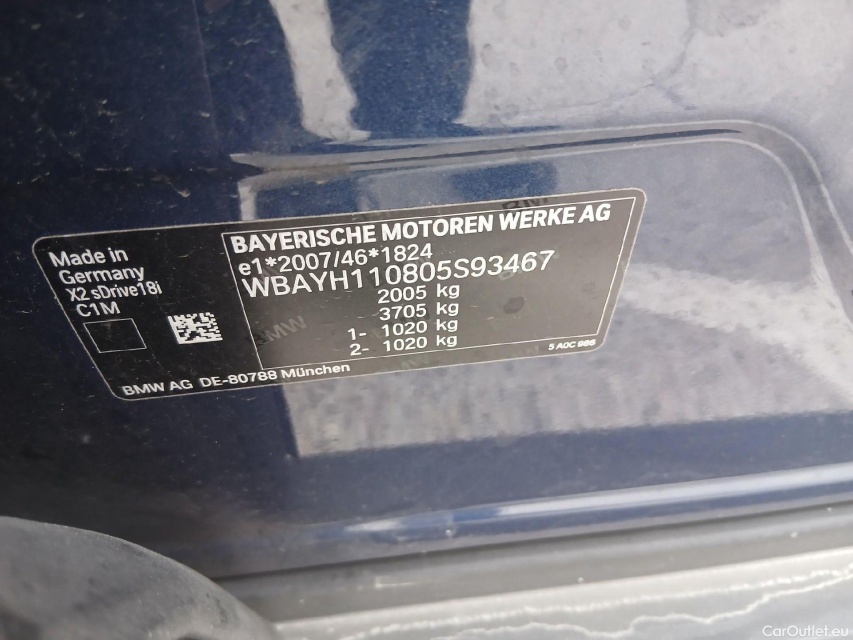 Made in
Germany
X2 sDrive18i
C1M
BAYERISCHE MOTOREN WERKE AG
e1*2007/46*1824
WBAYH110805S93467
2005 kg
3705 kg
1- 1020 kg
2- 1020 kg
5 A0C 986
BMW AG DE-80788 München
CarOutlet.eu